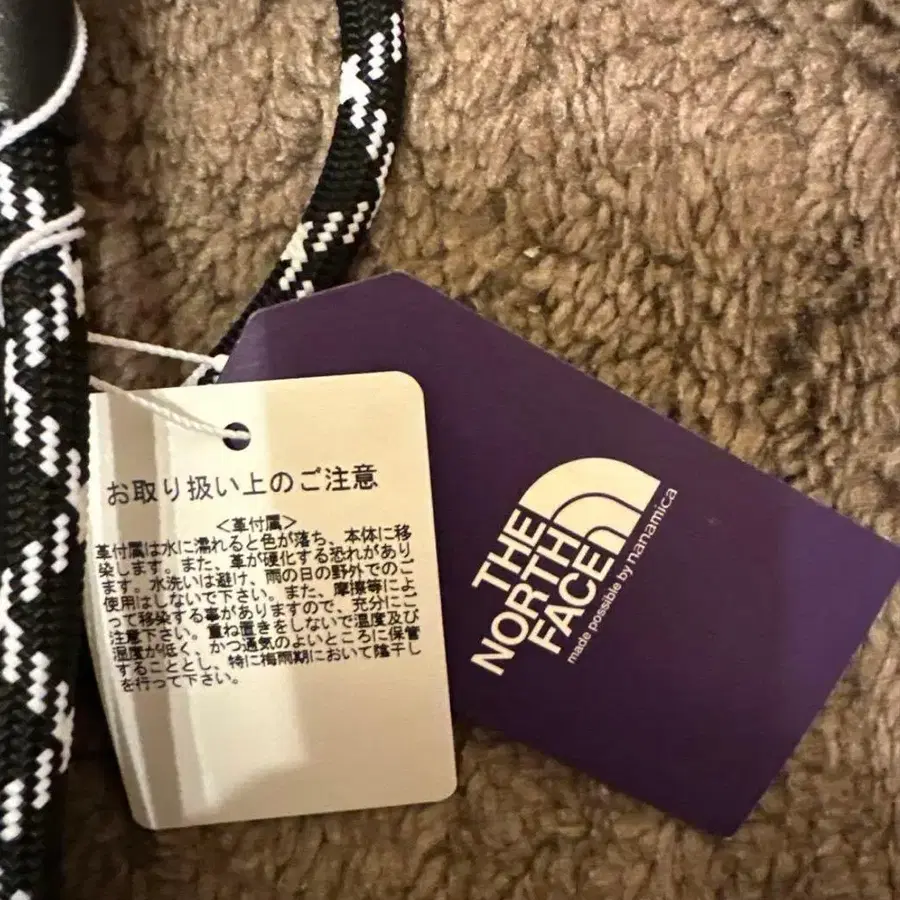 お取り扱い上のご注意
<革付属>
革付属は水に濡れると色が落ち、本体に移
染します。また、革が硬化する恐れがあり
ます。水洗いは避け、雨の日の野外でのご
使用はしないで下さい。また、摩擦等によ
って移染する事がありますので、充分にご
注意下さい。重ね置きをしないで温度及び
湿度が低く、かつ通気のよいところに保管
することとし、特に梅雨期において陰干し
を行って下さい。
THE
NORTH
FACE
made possible by nanamica